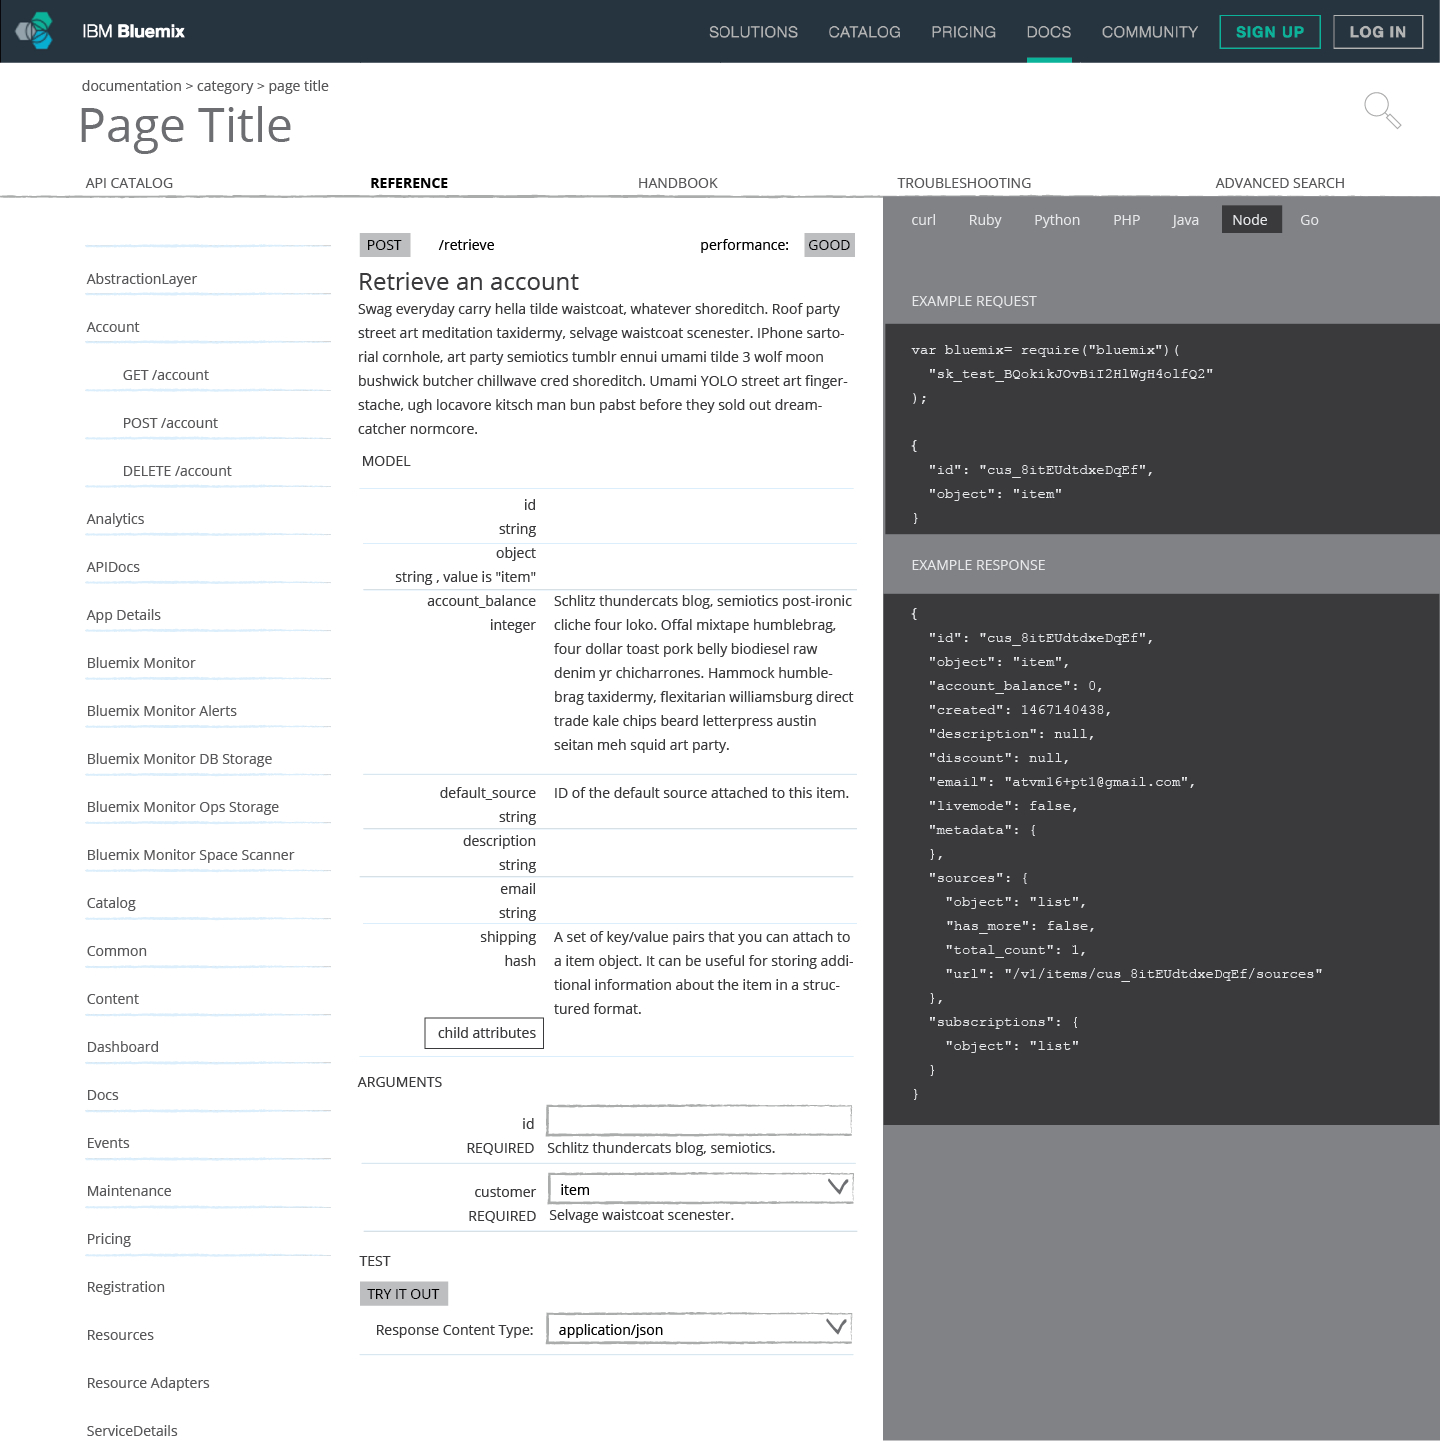 IBM Bluemix
SOLUTIONS CATALOG PRICING DOCS COMMUNITY SIGN UP LOG IN
documentation > category > page title
Page Title
API CATALOG REFERENCE HANDBOOK TROUBLESHOOTING ADVANCED SEARCH
AbstractionLayer
Account
GET /account
POST /account
DELETE /account
Analytics
APIDocs
App Details
Bluemix Monitor
Bluemix Monitor Alerts
Bluemix Monitor DB Storage
Bluemix Monitor Ops Storage
Bluemix Monitor Space Scanner
Catalog
Common
Content
Dashboard
Docs
Events
Maintenance
Pricing
Registration
Resources
Resource Adapters
ServiceDetails
POST /retrieve performance: GOOD
Retrieve an account
Swag everyday carry hella tilde waistcoat, whatever shoreditch. Roof party
street art meditation taxidermy, selvage waistcoat scenester. IPhone sarto-
rial cornhole, art party semiotics tumblr ennui umami tilde 3 wolf moon
bushwick butcher chillwave cred shoreditch. Umami YOLO street art finger-
stache, ugh locavore kitsch man bun pabst before they sold out dream-
catcher normcore.
MODEL
id
string
object
string , value is "item"
account_balance
integer
Schlitz thundercats blog, semiotics post-ironic
cliche four loko. Offal mixtape humblebrag,
four dollar toast pork belly biodiesel raw
denim yr chicharrones. Hammock humble-
brag taxidermy, flexitarian williamsburg direct
trade kale chips beard letterpress austin
seitan meh squid art party.
default_source
string
ID of the default source attached to this item.
description
string
email
string
shipping
hash
A set of key/value pairs that you can attach to
a item object. It can be useful for storing addi-
tional information about the item in a struc-
tured format.
child attributes
ARGUMENTS
id
REQUIRED
Schlitz thundercats blog, semiotics.
customer
REQUIRED
item
Selvage waistcoat scenester.
TEST
TRY IT OUT
Response Content Type: application/json
curl Ruby Python PHP Java Node Go
EXAMPLE REQUEST
var bluemix= require("bluemix")(
"sk_test_BQokikJOvBiI2HlWgH4olfQ2"
);
{
"id": "cus_8itEUdtdxeDqEf",
"object": "item"
}
EXAMPLE RESPONSE
{
"id": "cus_8itEUdtdxeDqEf",
"object": "item",
"account_balance": 0,
"created": 1467140438,
"description": null,
"discount": null,
"email": "atvm16+pt1@gmail.com",
"livemode": false,
"metadata": {
},
"sources": {
"object": "list",
"has_more": false,
"total_count": 1,
"url": "/v1/items/cus_8itEUdtdxeDqEf/sources"
},
"subscriptions": {
"object": "list"
}
}